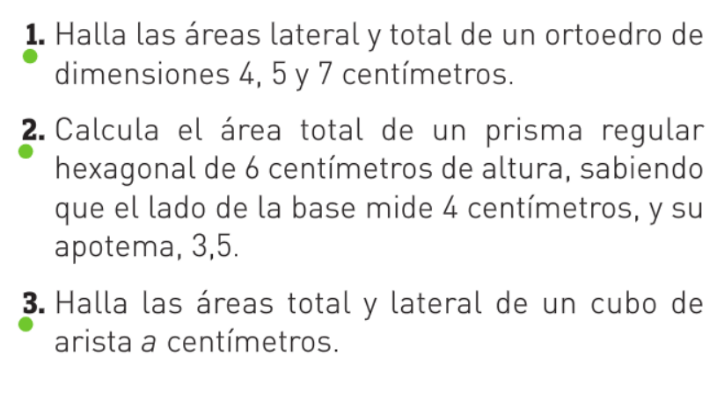 1. Halla las áreas lateral y total de un ortoedro de
dimensiones 4, 5 y 7 centímetros.
2. Calcula el área total de un prisma regular
hexagonal de 6 centímetros de altura, sabiendo
que el lado de la base mide 4 centímetros, y su
apotema, 3,5.
3. Halla las áreas total y lateral de un cubo de
arista a centímetros.